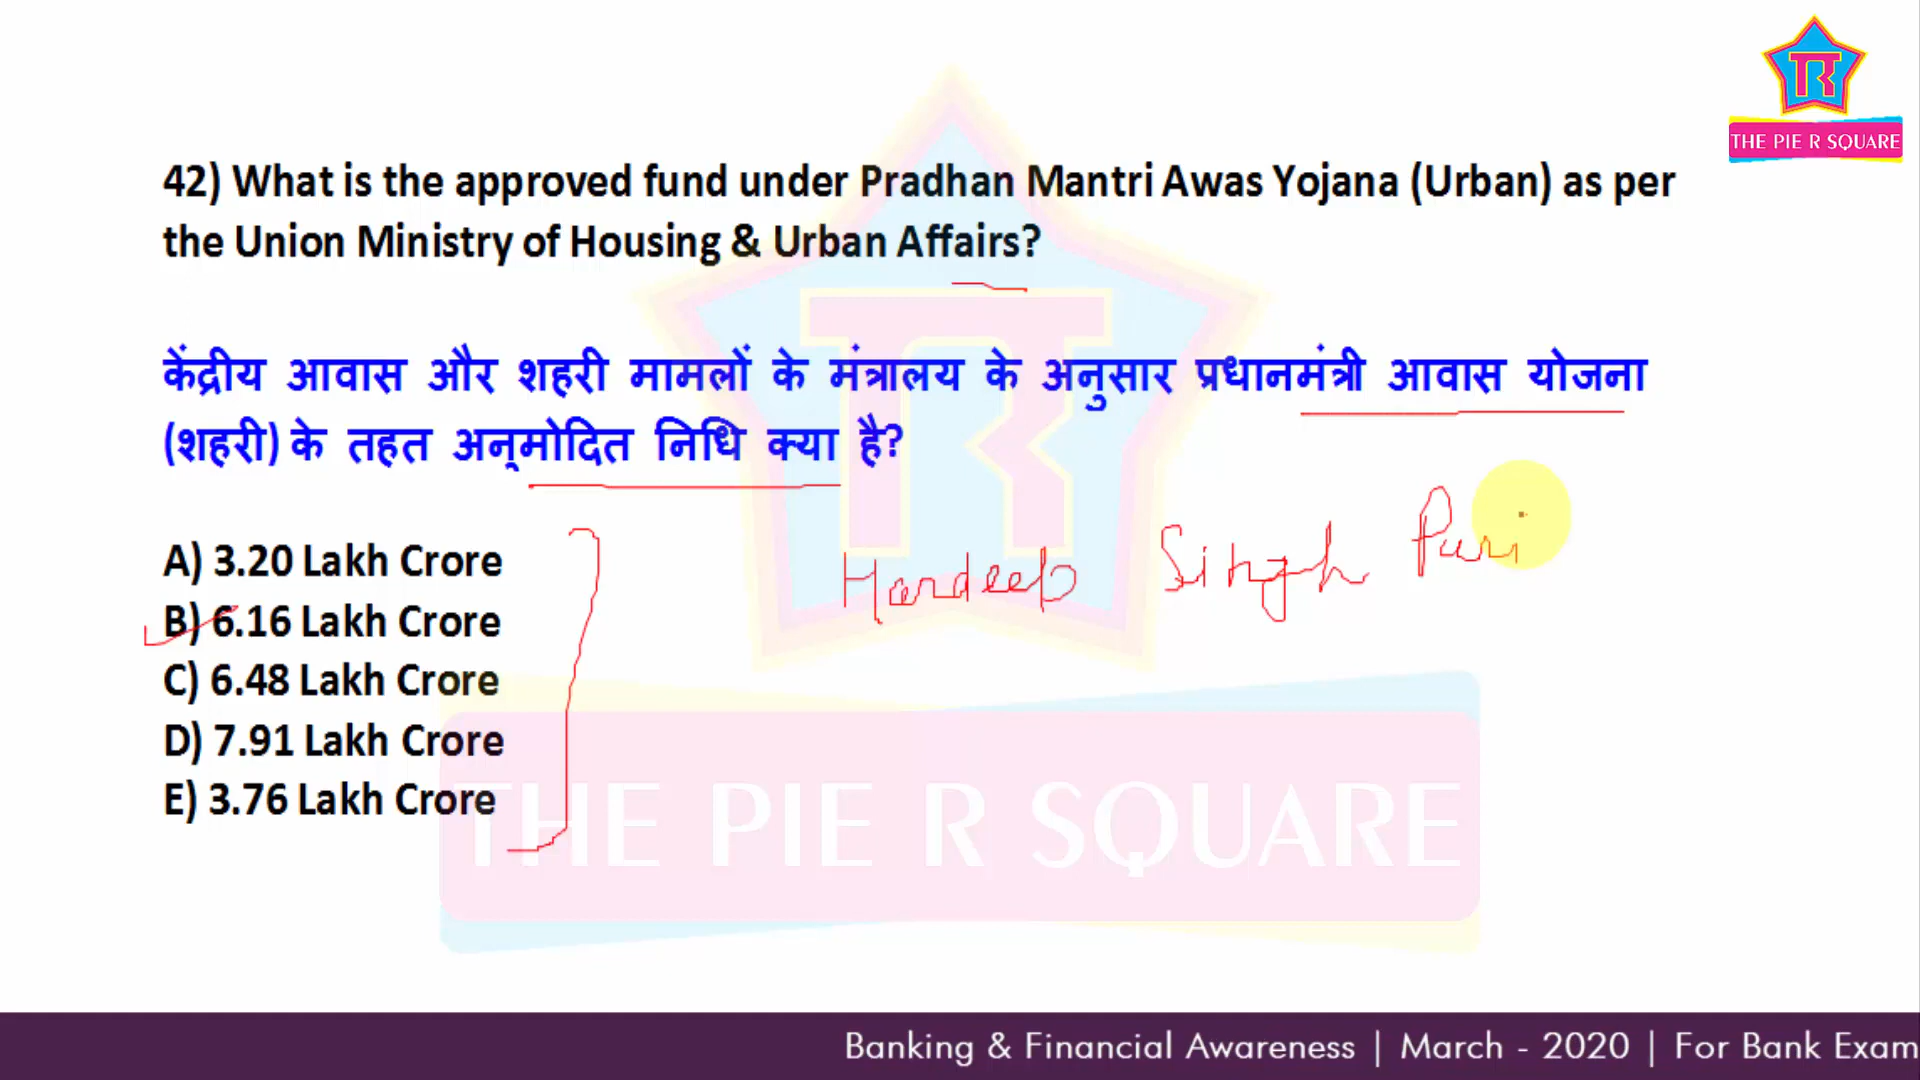 THE PIE R SQUARE
42) What is the approved fund under Pradhan Mantri Awas Yojana (Urban) as per
the Union Ministry of Housing & Urban Affairs?
केंद्रीय आवास और शहरी मामलों के मंत्रालय के अनुसार प्रधानमंत्री आवास योजना
(शहरी) के तहत अनुमोदित निधि क्या है?
A) 3.20 Lakh Crore
B) 6.16 Lakh Crore
C) 6.48 Lakh Crore
D) 7.91 Lakh Crore
E) 3.76 Lakh Crore
Hardeep Singh Puri
THE PIE R SQUARE
Banking & Financial Awareness | March - 2020 | For Bank Exam